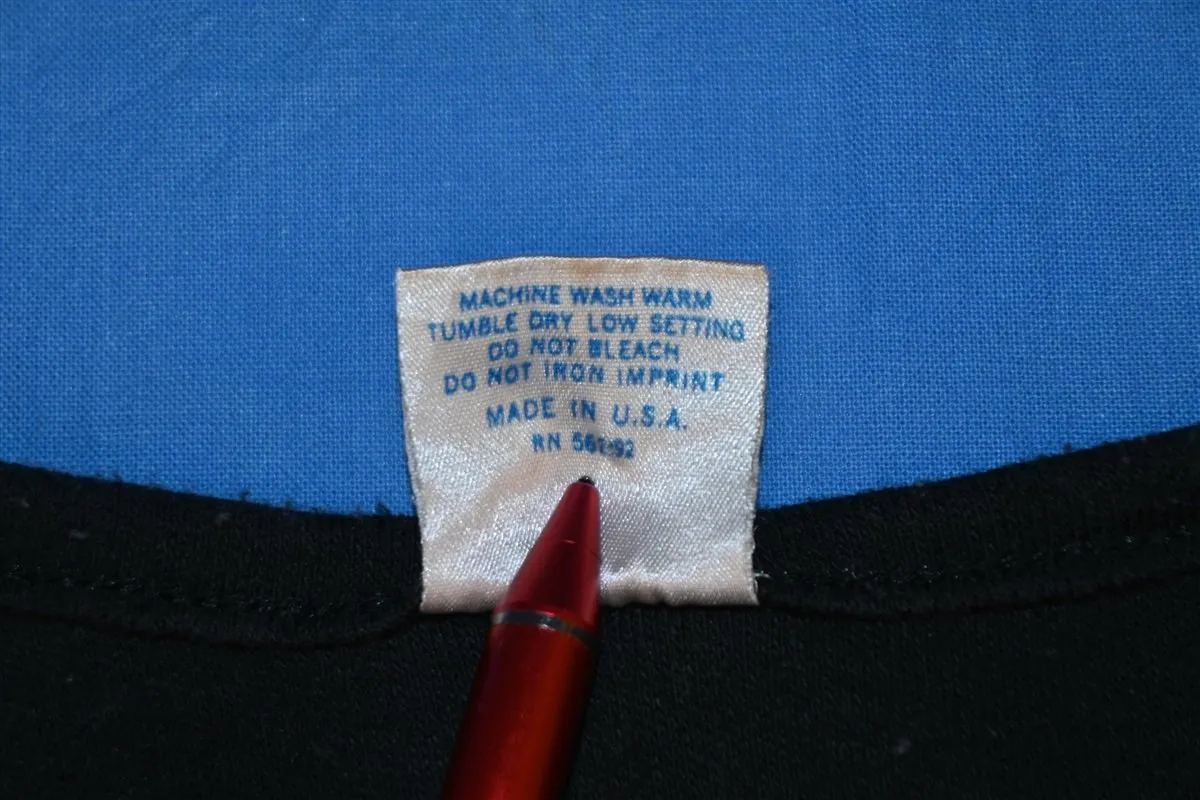 MACHINE WASH WARM
TUMBLE DRY LOW SETTING
DO NOT BLEACH
DO NOT IRON IMPRINT
MADE IN U.S.A.
RN